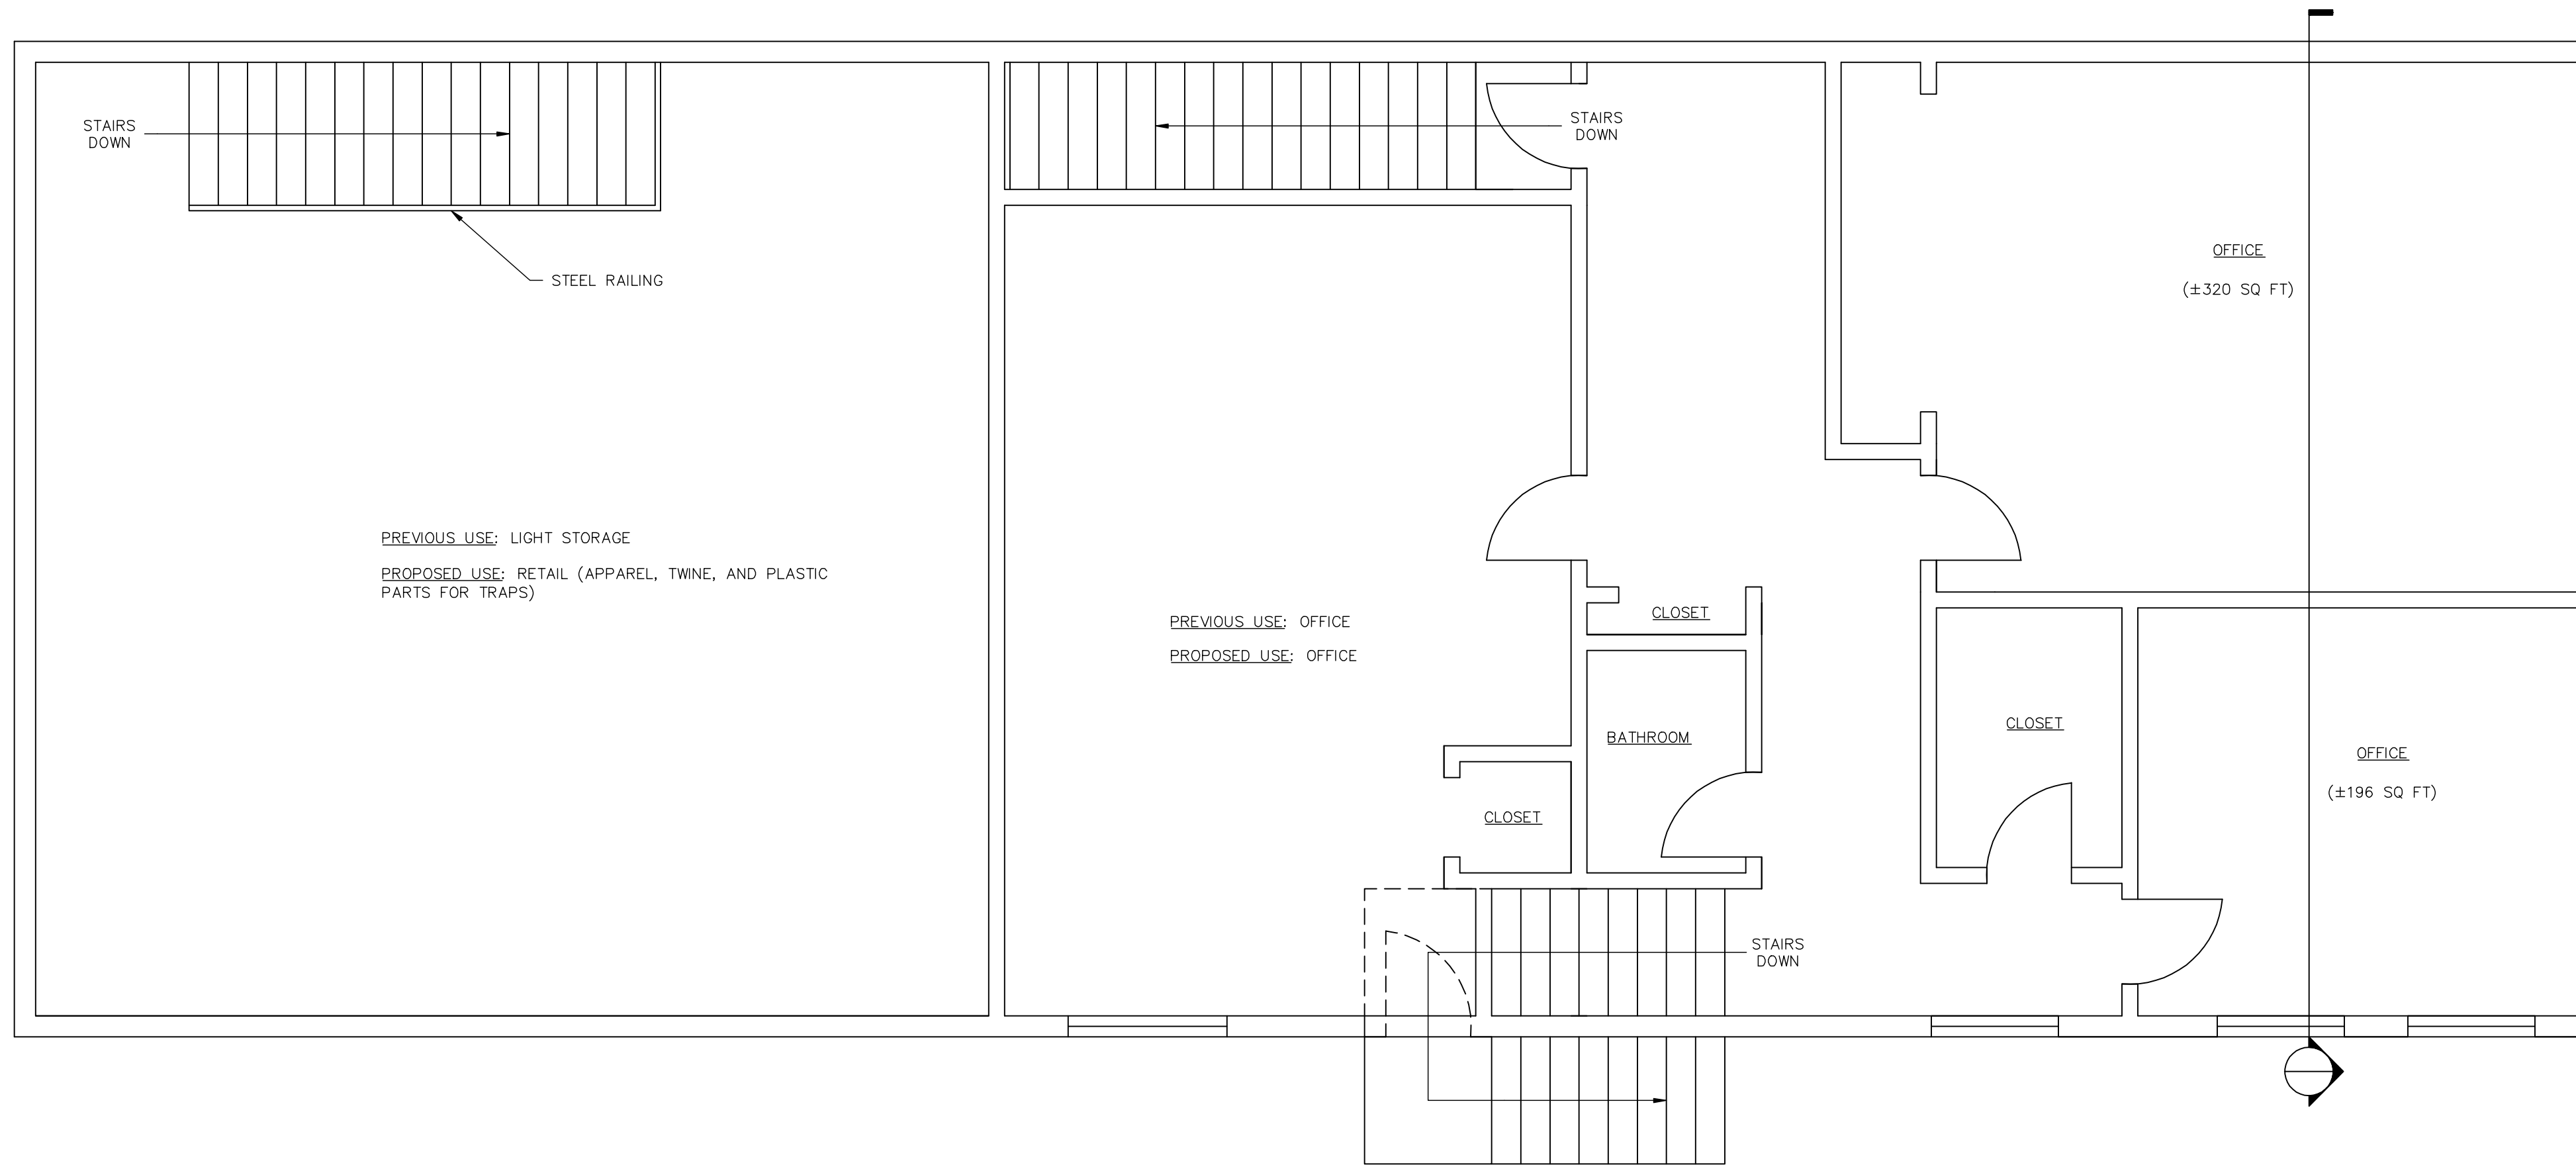 STAIRS
DOWN
STEEL RAILING
PREVIOUS USE: LIGHT STORAGE
PROPOSED USE: RETAIL (APPAREL, TWINE, AND PLASTIC
PARTS FOR TRAPS)
STAIRS
DOWN
PREVIOUS USE: OFFICE
PROPOSED USE: OFFICE
CLOSET
CLOSET
BATHROOM
STAIRS
DOWN
OFFICE
(±320 SQ FT)
CLOSET
OFFICE
(±196 SQ FT)